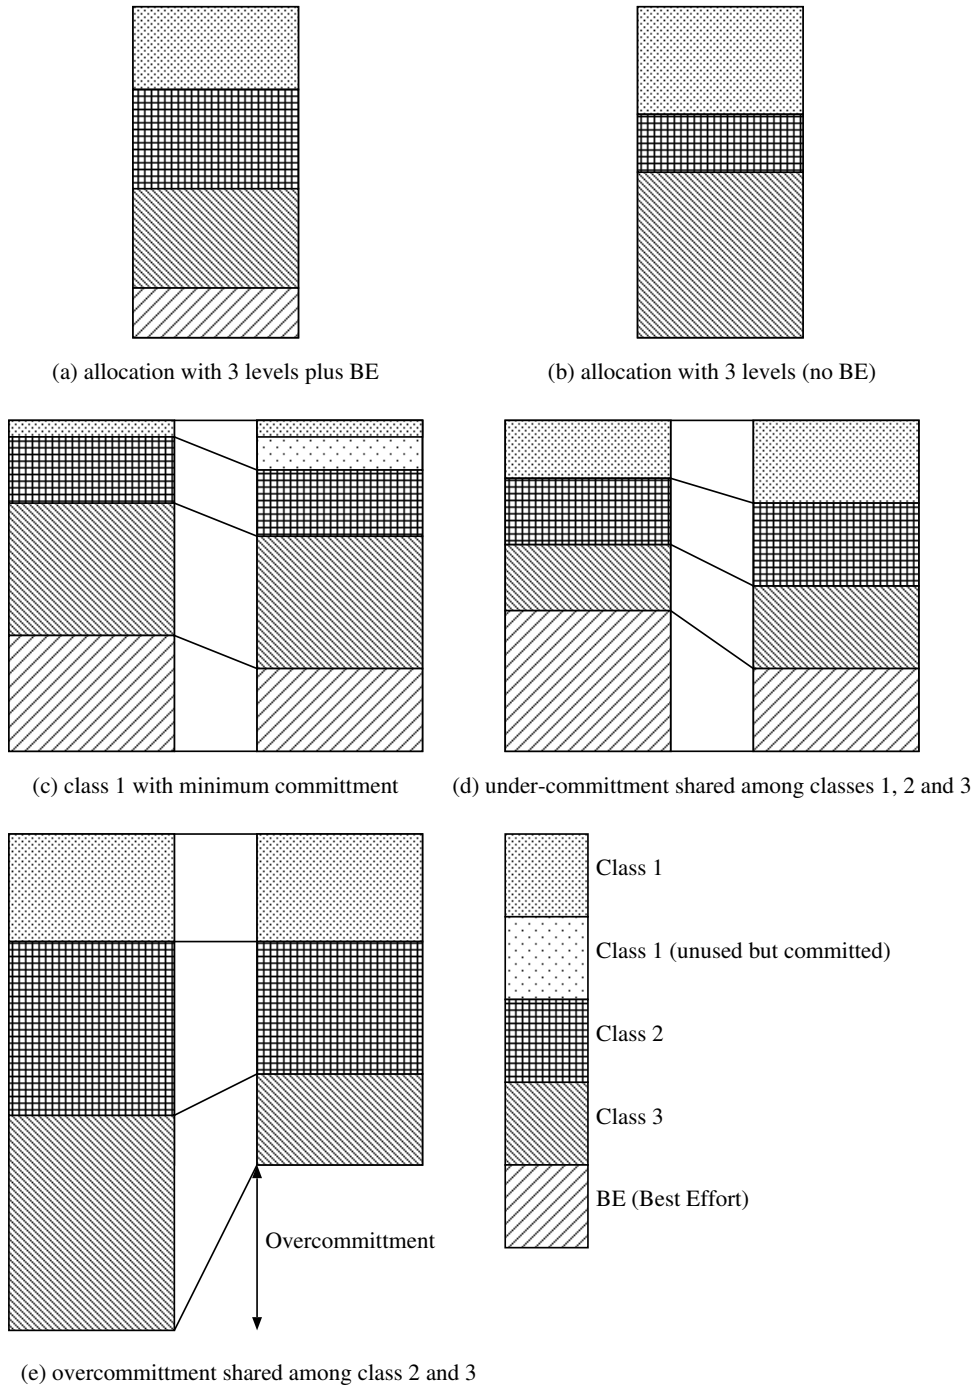 (a) allocation with 3 levels plus BE
(b) allocation with 3 levels (no BE)
(c) class 1 with minimum committment
(d) under-committment shared among classes 1, 2 and 3
Class 1
Class 1 (unused but committed)
Class 2
Class 3
BE (Best Effort)
Overcommittment
(e) overcommittment shared among class 2 and 3